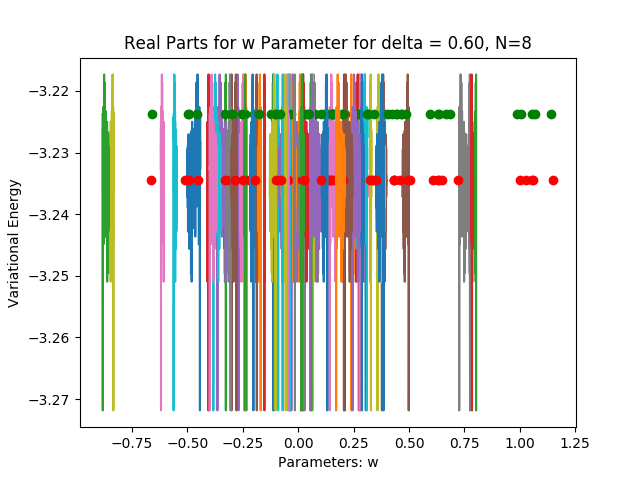 Real Parts for w Parameter for delta = 0.60, N=8
Variational Energy
−3.22
−3.23
−3.24
−3.25
−3.26
−3.27
−0.75 −0.50 −0.25 0.00 0.25 0.50 0.75 1.00 1.25
Parameters: w